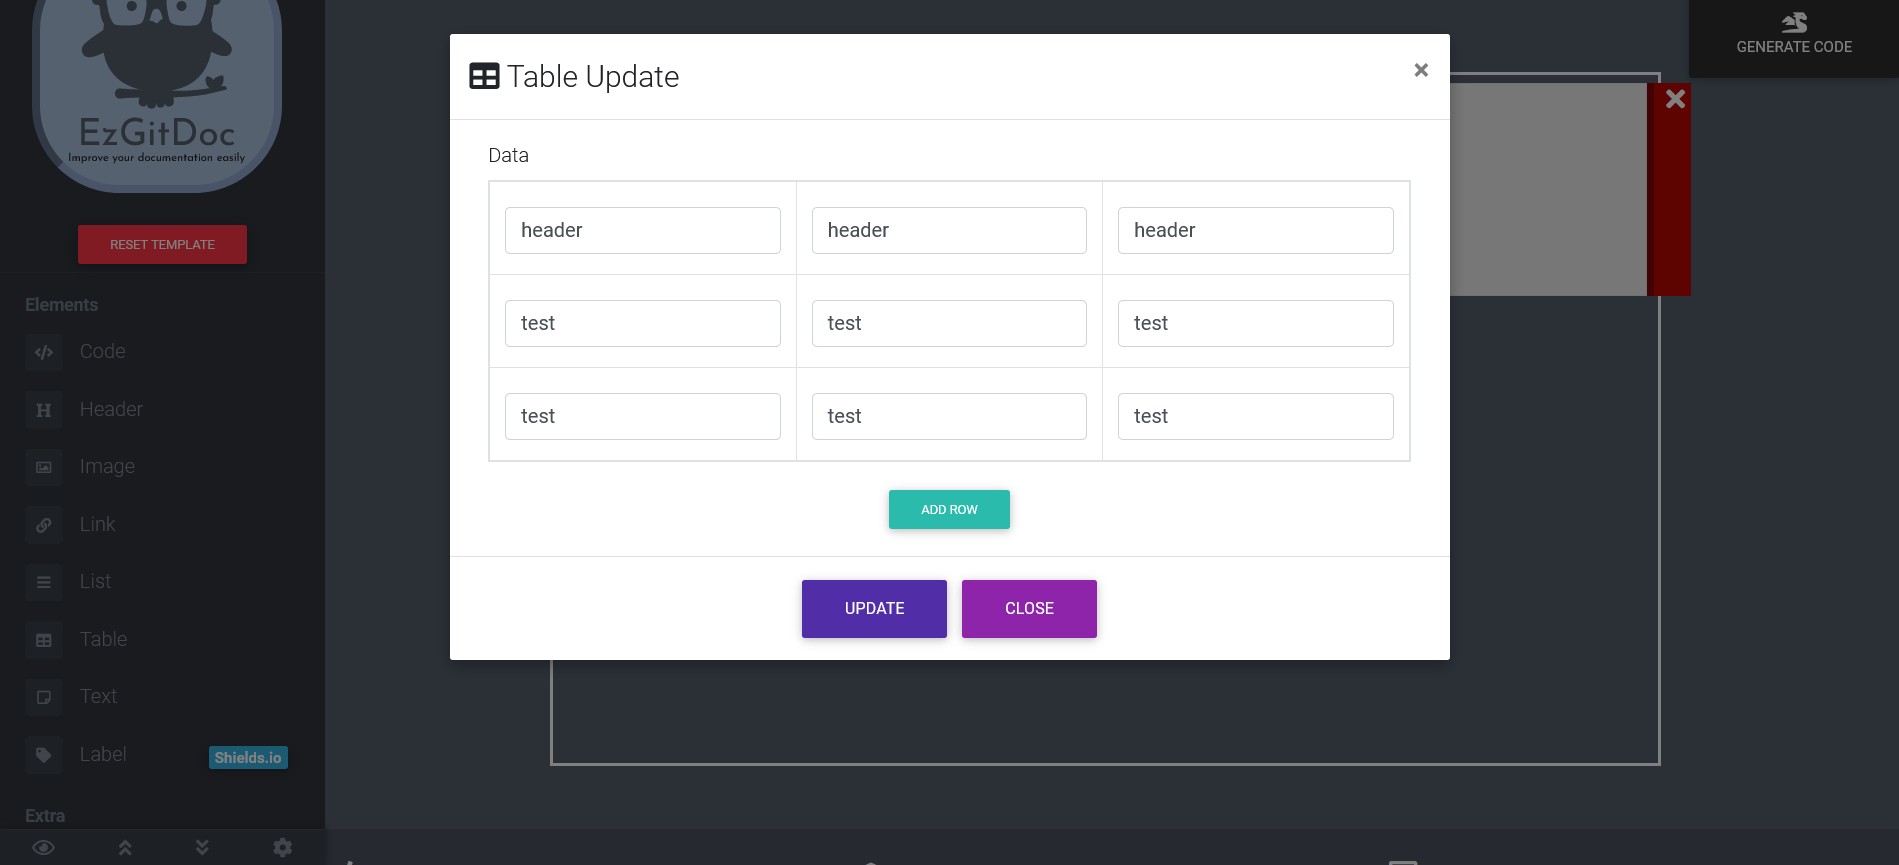 EzGitDoc
Improve your documentation easily
RESET TEMPLATE
Elements
Code
Header
Image
Link
List
Table
Text
Label
Shields.io
Extra
Table Update
×
Data
header header header
test test test
test test test
ADD ROW
UPDATE CLOSE
GENERATE CODE